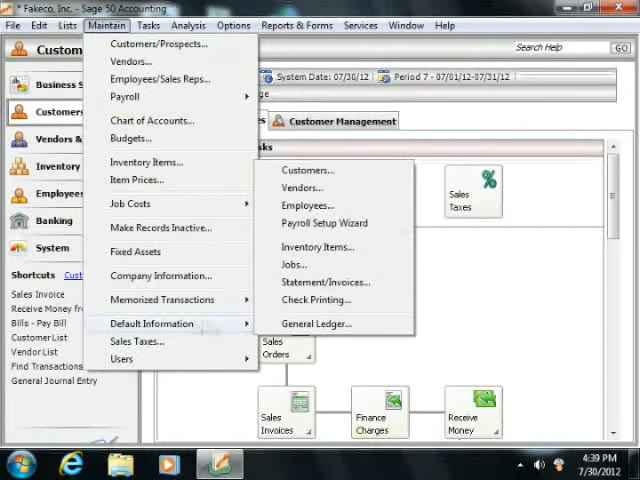 * Fakeco, Inc. - Sage 50 Accounting
File Edit Lists Maintain Tasks Analysis Options Reports & Forms Services Window Help
Custom
Search Help GO
Business S
System Date: 07/30/12
Period 7 - 07/01/12-07/31/12
Customers
Vendors &
Inventory
Employees
Banking
System
Shortcuts Cust
Sales Invoice
Receive Money fr
Bills - Pay Bill
Customer List
Vendor List
Find Transactions
General Journal Entry
Customers/Prospects...
Vendors...
Employees/Sales Reps...
Payroll
Chart of Accounts...
Budgets...
Inventory Items...
Item Prices...
Job Costs
Make Records Inactive...
Fixed Assets
Company Information...
Memorized Transactions
Default Information
Sales Taxes...
Users
Customers...
Vendors...
Employees...
Payroll Setup Wizard
Inventory Items...
Jobs...
Statement/Invoices...
Check Printing...
General Ledger...
ge
es
Customer Management
sks
Sales
Taxes
Sales
Orders
Sales
Invoices
Finance
Charges
Receive
Money
4:39 PM
7/30/2012